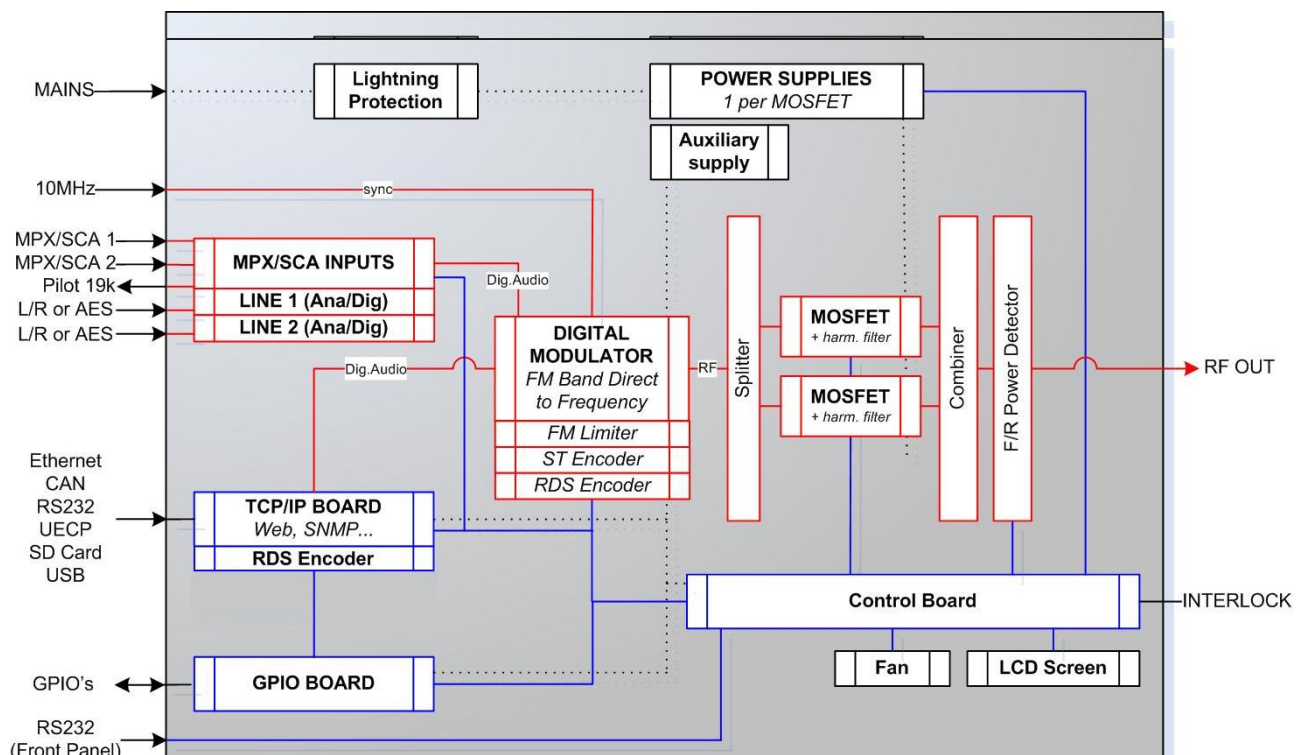 MAINS
Lightning
Protection
POWER SUPPLIES
1 per MOSFET
Auxiliary
supply
10MHz
sync
MPX/SCA 1
MPX/SCA 2
Pilot 19k
L/R or AES
L/R or AES
MPX/SCA INPUTS
LINE 1 (Ana/Dig)
LINE 2 (Ana/Dig)
Dig.Audio
Dig.Audio
DIGITAL
MODULATOR
FM Band Direct
to Frequency
FM Limiter
ST Encoder
RDS Encoder
RF
Splitter
MOSFET
+ harm. filter
MOSFET
+ harm. filter
Combiner
F/R Power Detector
RF OUT
Ethernet
CAN
RS232
UECP
SD Card
USB
TCP/IP BOARD
Web, SNMP...
RDS Encoder
Control Board
INTERLOCK
Fan
LCD Screen
GPIO's
GPIO BOARD
RS232
(Front Panel)